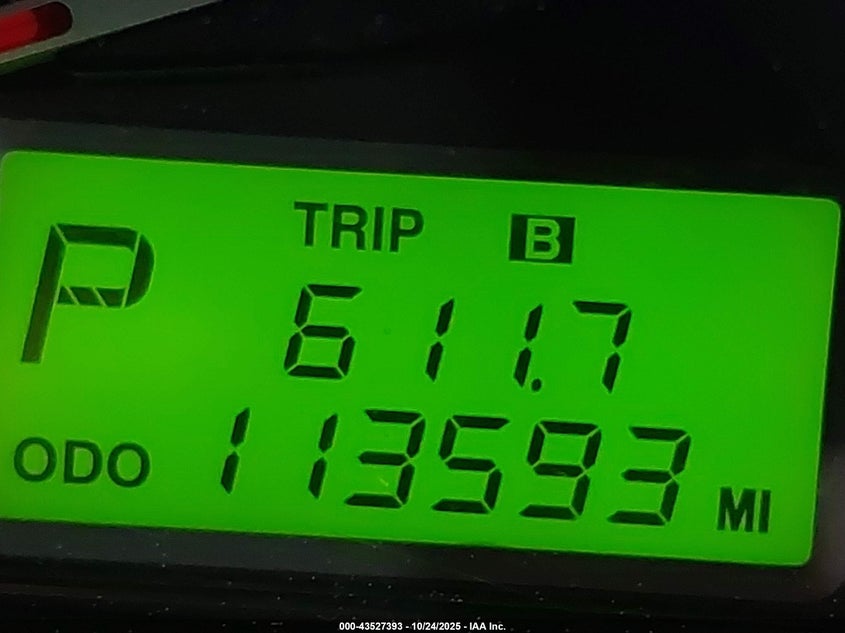 TRIP B
P
611.7
ODO 113593 MI
000-43527393 - 10/24/2025 - IAA Inc.